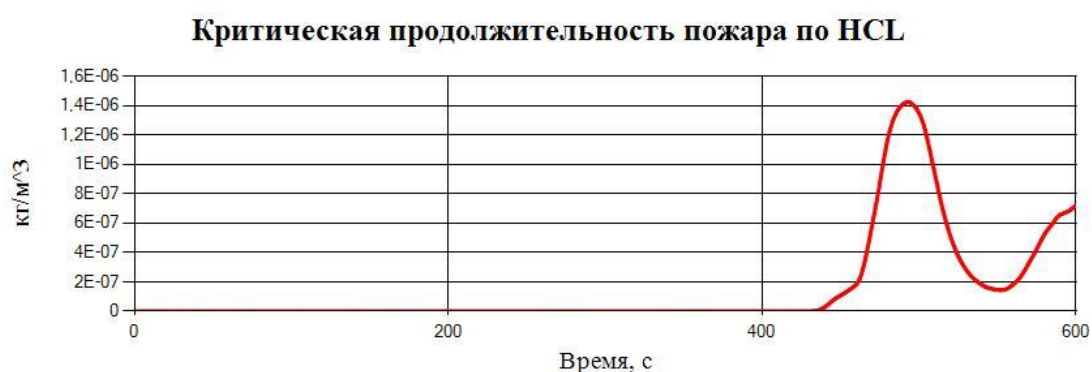 Критическая продолжительность пожара по HCL
кг/м^3
1,6E-06
1,4E-06
1,2E-06
1E-06
8E-07
6E-07
4E-07
2E-07
0
0 200 400 600
Время, с